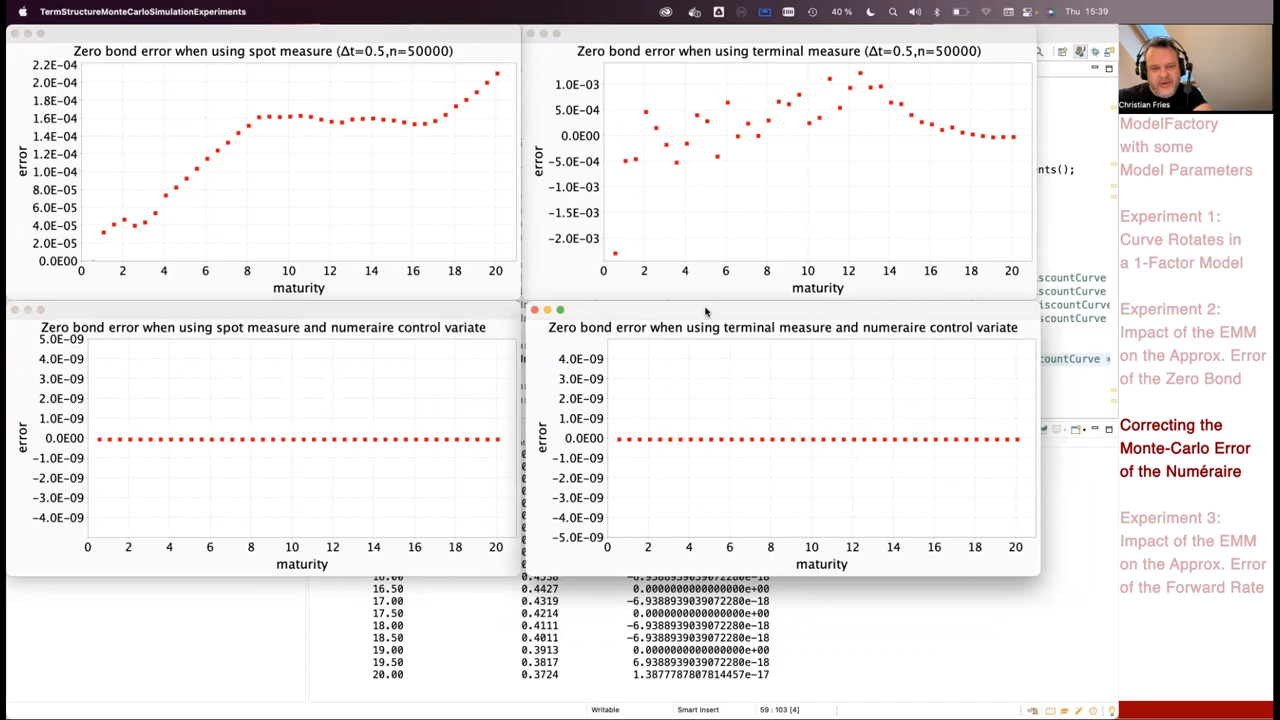 TermStructureMonteCarloSimulationExperiments
40 %
Thu 15:39
Zero bond error when using spot measure (Δt=0.5,n=50000)
2.2E-04
2.0E-04
1.8E-04
1.6E-04
1.4E-04
1.2E-04
1.0E-04
8.0E-05
6.0E-05
4.0E-05
2.0E-05
0.0E00
error
0 2 4 6 8 10 12 14 16 18 20
maturity
Zero bond error when using terminal measure (Δt=0.5,n=50000)
1.0E-03
5.0E-04
0.0E00
−5.0E-04
−1.0E-03
−1.5E-03
−2.0E-03
error
0 2 4 6 8 10 12 14 16 18 20
maturity
Zero bond error when using spot measure and numeraire control variate
5.0E-09
4.0E-09
3.0E-09
2.0E-09
1.0E-09
0.0E00
−1.0E-09
−2.0E-09
−3.0E-09
−4.0E-09
error
0 2 4 6 8 10 12 14 16 18 20
maturity
Zero bond error when using terminal measure and numeraire control variate
4.0E-09
3.0E-09
2.0E-09
1.0E-09
0.0E00
−1.0E-09
−2.0E-09
−3.0E-09
−4.0E-09
−5.0E-09
error
0 2 4 6 8 10 12 14 16 18 20
maturity
nts();
iscountCurve
iscountCurve
iscountCurve
iscountCurve
countCurve *
16.00 0.4538 -6.9388939039072280e-18
16.50 0.4427 0.0000000000000000e+00
17.00 0.4319 -6.9388939039072280e-18
17.50 0.4214 0.0000000000000000e+00
18.00 0.4111 -6.9388939039072280e-18
18.50 0.4011 -6.9388939039072280e-18
19.00 0.3913 0.0000000000000000e+00
19.50 0.3817 6.9388939039072280e-18
20.00 0.3724 1.3877787807814457e-17
Writable
Smart Insert
59 : 103 [4]
Christian Fries
ModelFactory
with some
Model Parameters
Experiment 1:
Curve Rotates in
a 1-Factor Model
Experiment 2:
Impact of the EMM
on the Approx. Error
of the Zero Bond
Correcting the
Monte-Carlo Error
of the Numéraire
Experiment 3:
Impact of the EMM
on the Approx. Error
of the Forward Rate